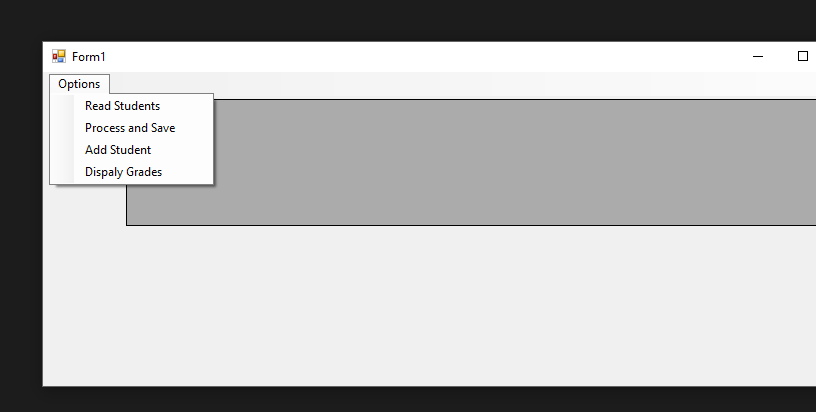 Form1
Options
Read Students
Process and Save
Add Student
Dispaly Grades